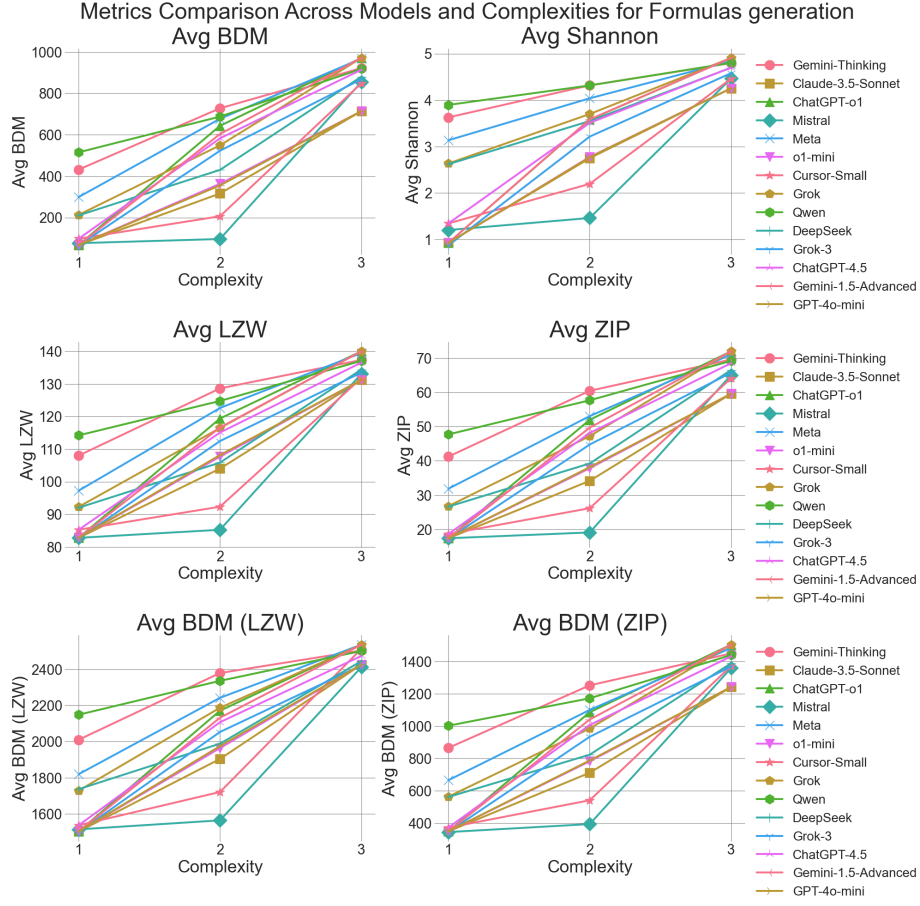 Metrics Comparison Across Models and Complexities for Formulas generation
Avg BDM
1000
800
600
400
200
Avg BDM
1 2 3
Complexity
Avg Shannon
5
4
3
2
1
Avg Shannon
1 2 3
Complexity
Gemini-Thinking
Claude-3.5-Sonnet
ChatGPT-o1
Mistral
Meta
o1-mini
Cursor-Small
Grok
Qwen
DeepSeek
Grok-3
ChatGPT-4.5
Gemini-1.5-Advanced
GPT-4o-mini
Avg LZW
140
130
120
110
100
90
80
Avg LZW
1 2 3
Complexity
Avg ZIP
70
60
50
40
30
20
Avg ZIP
1 2 3
Complexity
Gemini-Thinking
Claude-3.5-Sonnet
ChatGPT-o1
Mistral
Meta
o1-mini
Cursor-Small
Grok
Qwen
DeepSeek
Grok-3
ChatGPT-4.5
Gemini-1.5-Advanced
GPT-4o-mini
Avg BDM (LZW)
2400
2200
2000
1800
1600
Avg BDM (LZW)
1 2 3
Complexity
Avg BDM (ZIP)
1400
1200
1000
800
600
400
Avg BDM (ZIP)
1 2 3
Complexity
Gemini-Thinking
Claude-3.5-Sonnet
ChatGPT-o1
Mistral
Meta
o1-mini
Cursor-Small
Grok
Qwen
DeepSeek
Grok-3
ChatGPT-4.5
Gemini-1.5-Advanced
GPT-4o-mini